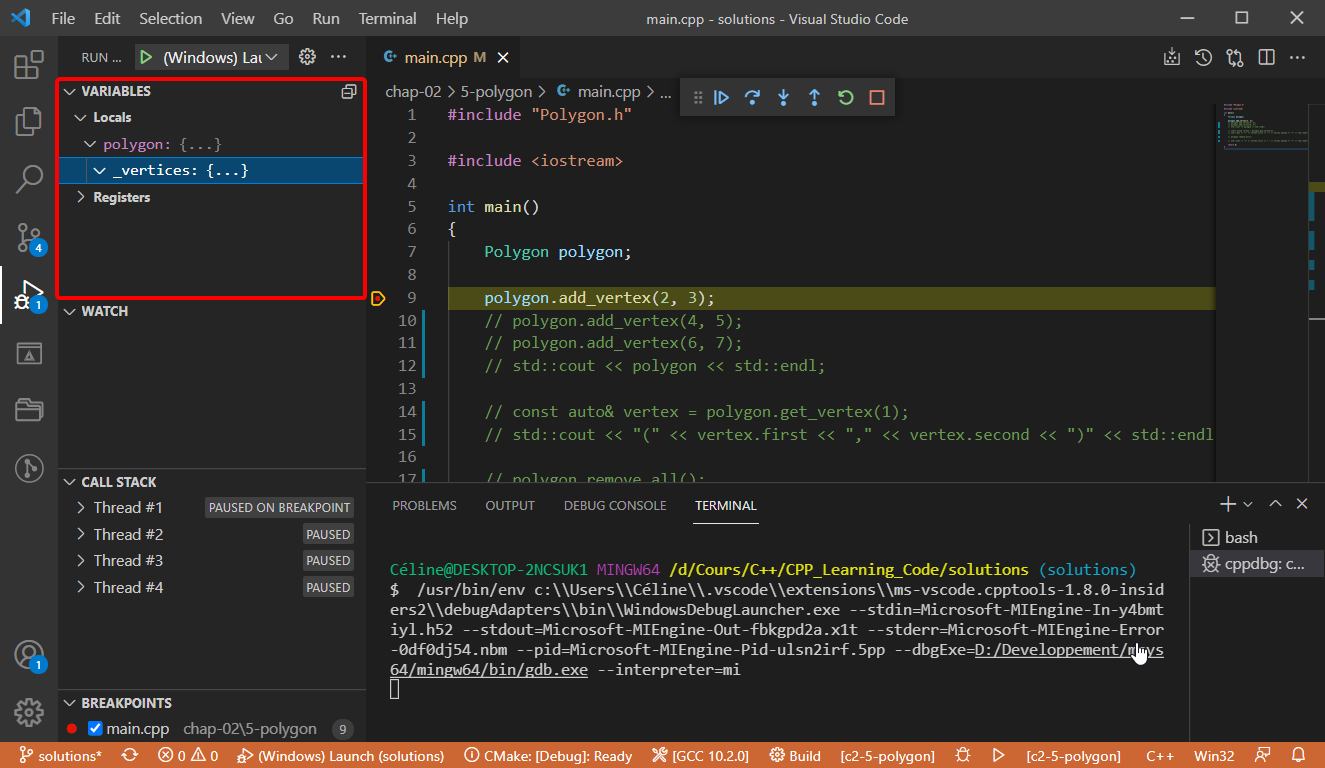 File Edit Selection View Go Run Terminal Help main.cpp - solutions - Visual Studio Code
RUN ... (Windows) Lau
main.cpp M
VARIABLES
Locals
polygon: {...}
_vertices: {...}
Registers
WATCH
CALL STACK
Thread #1 PAUSED ON BREAKPOINT
Thread #2 PAUSED
Thread #3 PAUSED
Thread #4 PAUSED
BREAKPOINTS
main.cpp chap-02\5-polygon 9
4
1
1
chap-02 > 5-polygon > main.cpp > ...
1 #include "Polygon.h"
2
3 #include <iostream>
4
5 int main()
6 {
7 Polygon polygon;
8
9 polygon.add_vertex(2, 3);
10 // polygon.add_vertex(4, 5);
11 // polygon.add_vertex(6, 7);
12 // std::cout << polygon << std::endl;
13
14 // const auto& vertex = polygon.get_vertex(1);
15 // std::cout << "(" << vertex.first << "," << vertex.second << ")" << std::endl
16
17 // polygon.remove_all();
PROBLEMS OUTPUT DEBUG CONSOLE TERMINAL
bash
cppdbg: c...
Céline@DESKTOP-2NCSUK1 MINGW64 /d/Cours/C++/CPP_Learning_Code/solutions (solutions)
$ /usr/bin/env c:\\Users\\Céline\\.vscode\\extensions\\ms-vscode.cpptools-1.8.0-insid
ers2\\debugAdapters\\bin\\WindowsDebugLauncher.exe --stdin=Microsoft-MIEngine-In-y4bmt
iyl.h52 --stdout=Microsoft-MIEngine-Out-fbkgpd2a.x1t --stderr=Microsoft-MIEngine-Error
-0df0dj54.nbm --pid=Microsoft-MIEngine-Pid-ulsn2irf.5pp --dbgExe=D:/Developpement/msys
64/mingw64/bin/gdb.exe --interpreter=mi
solutions* 0 0 (Windows) Launch (solutions) CMake: [Debug]: Ready [GCC 10.2.0] Build [c2-5-polygon] [c2-5-polygon] C++ Win32